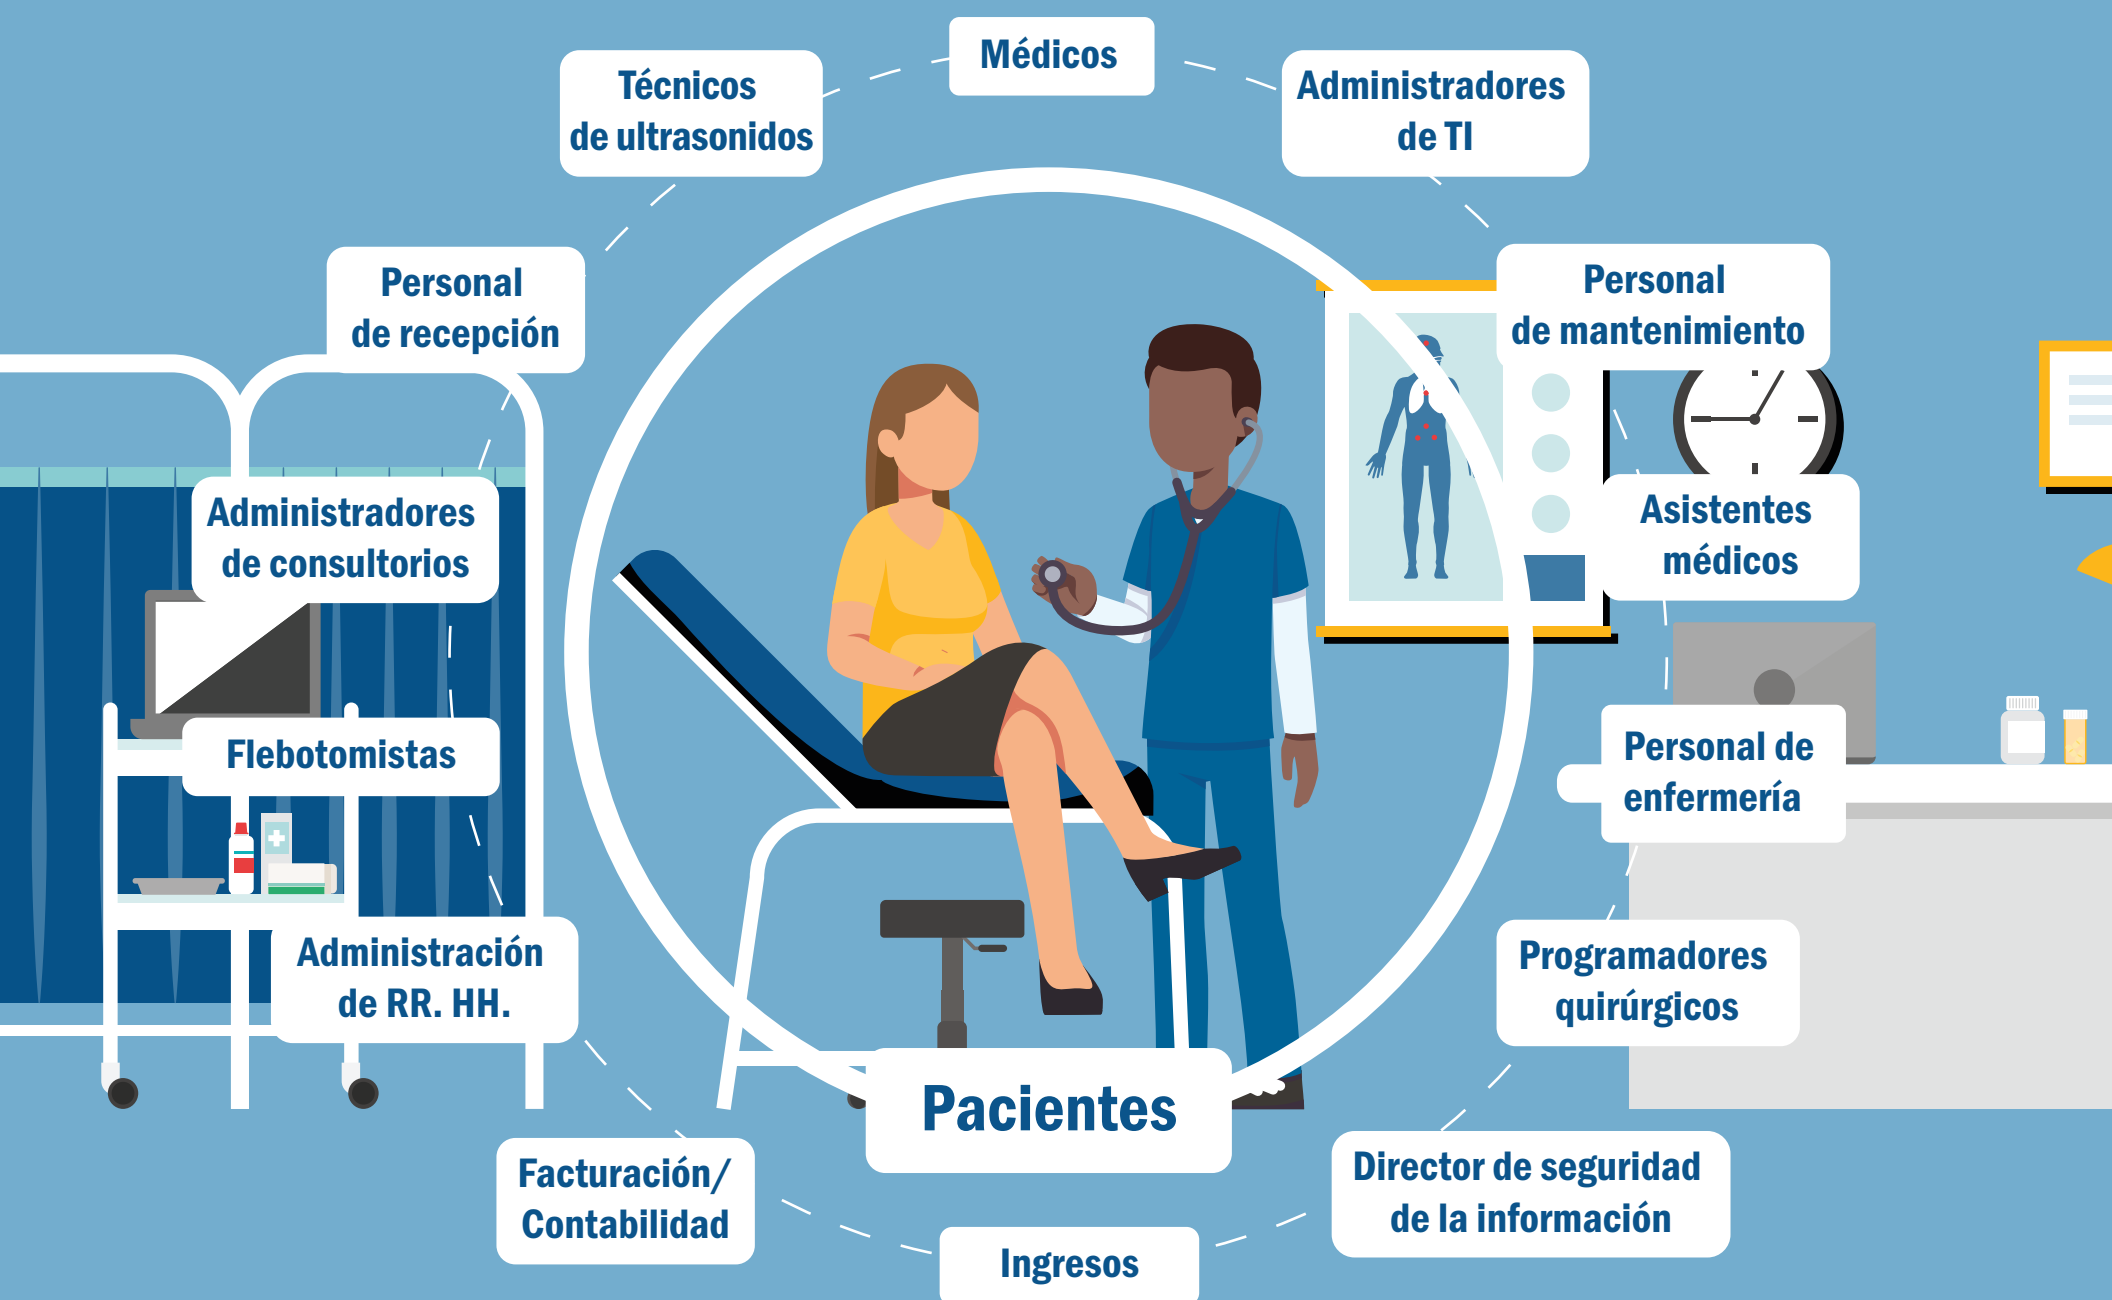 Médicos
Técnicos
de ultrasonidos
Administradores
de TI
Personal
de recepción
Personal
de mantenimiento
Administradores
de consultorios
Asistentes
médicos
Flebotomistas
Personal de
enfermería
Administración
de RR. HH.
Programadores
quirúrgicos
Pacientes
Facturación/
Contabilidad
Director de seguridad
de la información
Ingresos